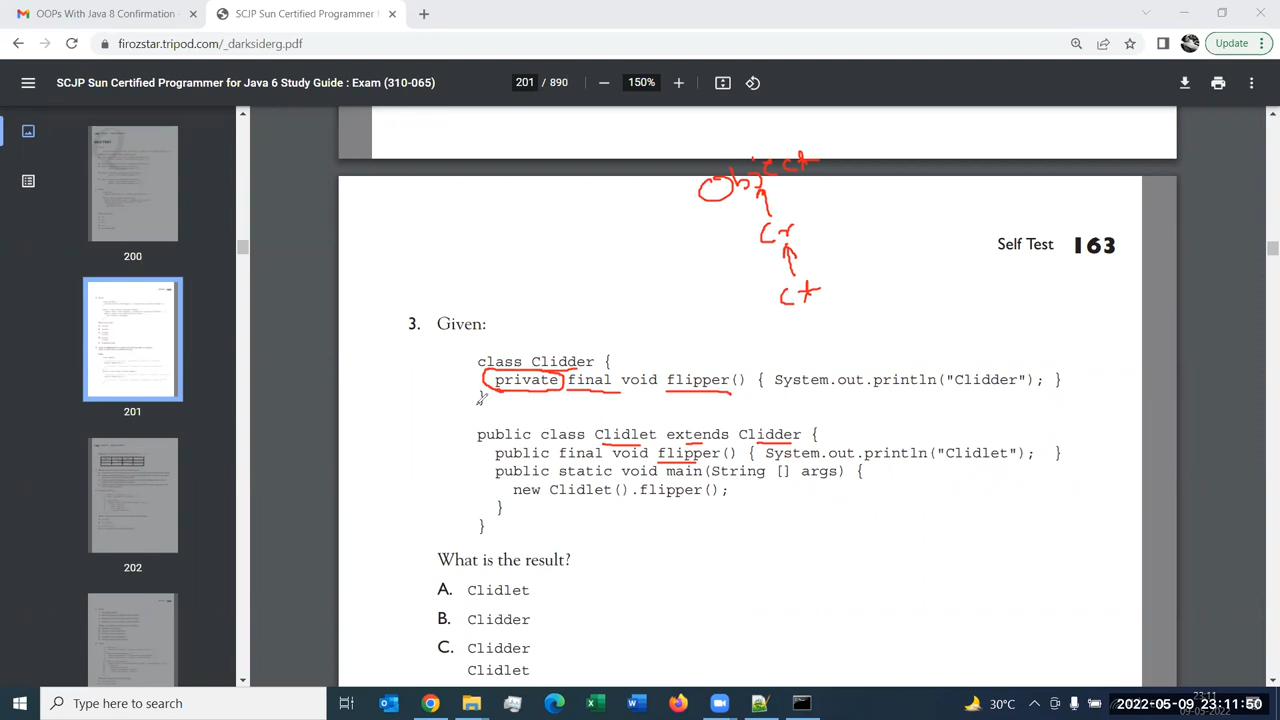 OOPs With Java 8 Confirmation
SCJP Sun Certified Programmer
firozstar.tripod.com/_darksiderg.pdf
Update
SCJP Sun Certified Programmer for Java 6 Study Guide : Exam (310-065)
201 / 890
150%
200
201
202
Object
Cr
Ct
Self Test 163
3. Given:
class Clidder {
private final void flipper() { System.out.println("Clidder"); }
}
public class Clidlet extends Clidder {
public final void flipper() { System.out.println("Clidlet"); }
public static void main(String [] args) {
new Clidlet().flipper();
}
}
What is the result?
A. Clidlet
B. Clidder
C. Clidder
Clidlet
Type here to search
30°C
2022-05-09 23:11:50